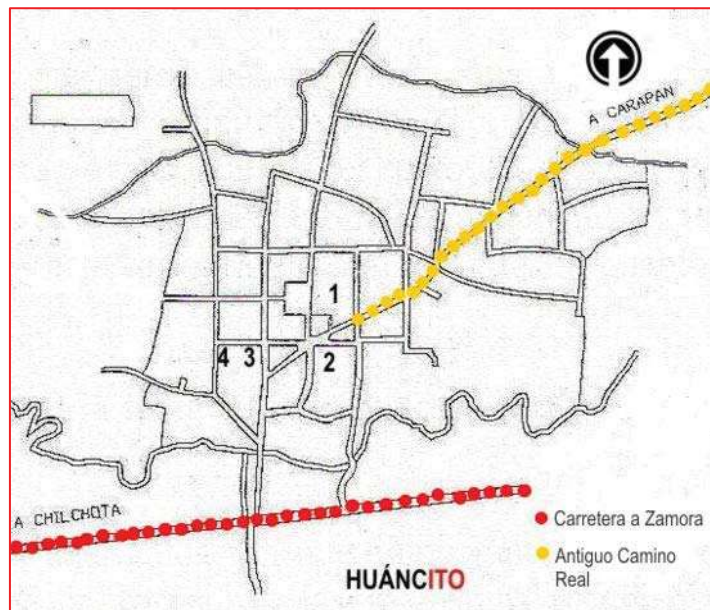 A CARAPAN
1
4 3 2
A CHILCHOTA
Carretera a Zamora
Antiguo Camino
Real
HUÁNCITO